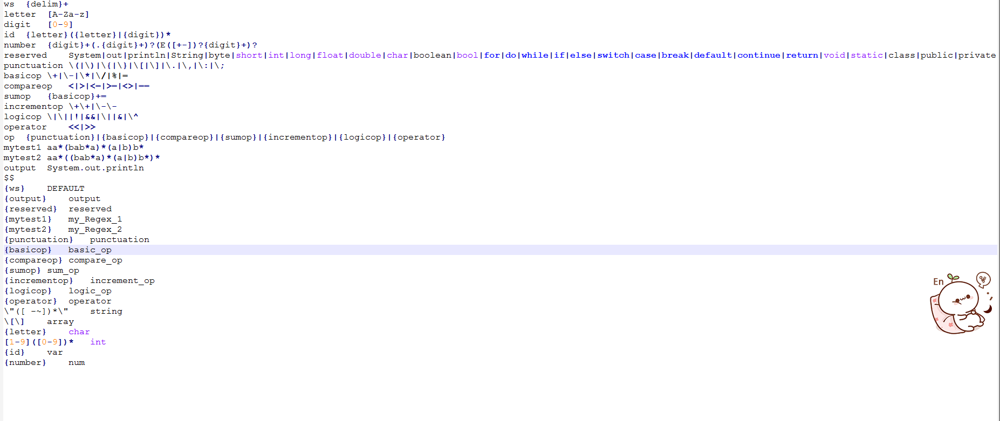 ws  {delim}+
letter  [A-Za-z]
digit   [0-9]
id  {letter}({letter}|{digit})*
number  {digit}+(.{digit}+)?(E([+-])?{digit}+)?
reserved    System|out|println|String|byte|short|int|long|float|double|char|boolean|bool|for|do|while|if|else|switch|case|break|default|continue|return|void|static|class|public|private
punctuation \(|\)|\{|\}|\[|\]|\.|\,|\:|\;
basicop \+|\-|\*|\/|%|=
compareop   <|>|<=|>=|<>|==
sumop   {basicop}+=
incrementop \+\+|\-\-
logicop \|\||!|&&|\||&|\^
operator    <<|>>
op  {punctuation}|{basicop}|{compareop}|{sumop}|{incrementop}|{logicop}|{operator}
mytest1 aa*(bab*a)*(a|b)b*
mytest2 aa*((bab*a)*(a|b)b*)*
output  System.out.println
$$
{ws}    DEFAULT
{output}    output
{reserved}  reserved
{mytest1}   my_Regex_1
{mytest2}   my_Regex_2
{punctuation}   punctuation
{basicop}   basic_op
{compareop} compare_op
{sumop} sum_op
{incrementop}   increment_op
{logicop}   logic_op
{operator}  operator
\"([ -~])*\"    string
\[\]    array
{letter}    char
[1-9]([0-9])*   int
{id}    var
{number}    num
En